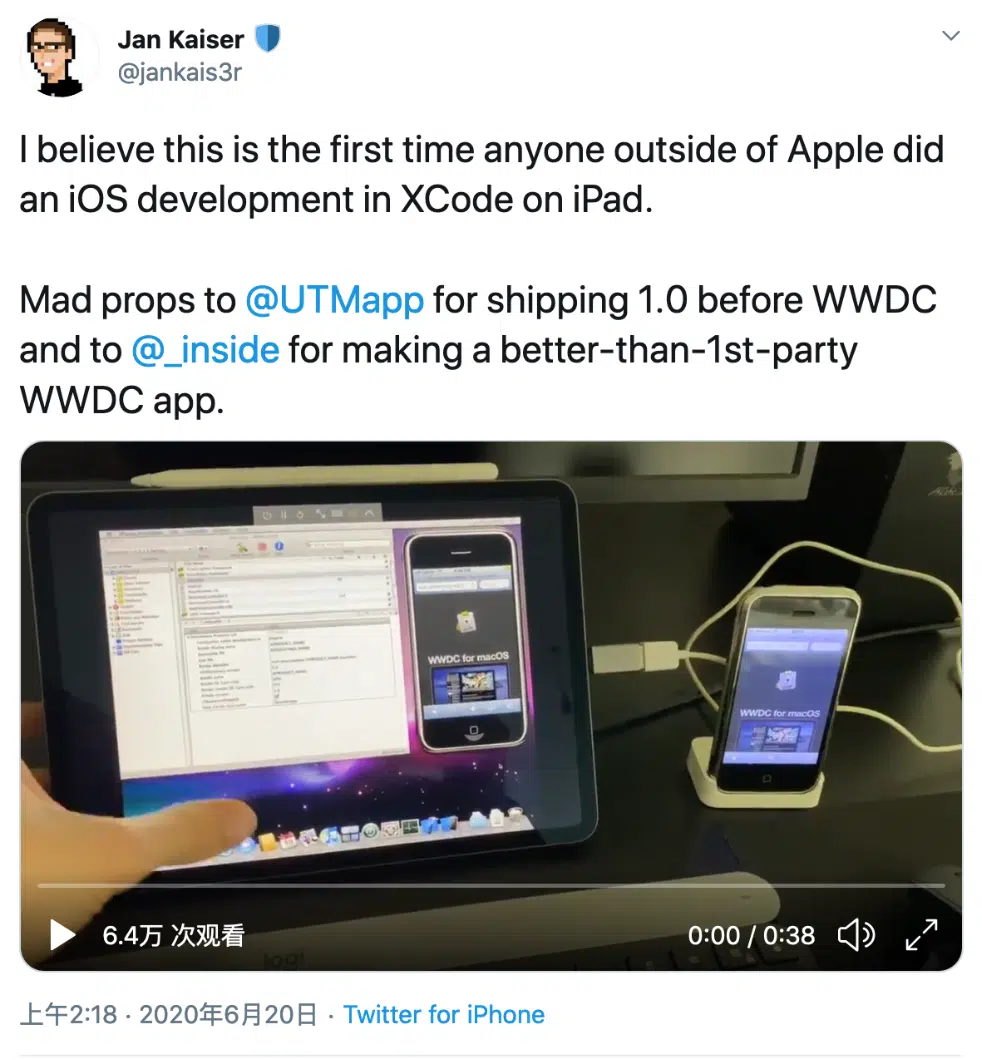 Jan Kaiser
@jankais3r
I believe this is the first time anyone outside of Apple did
an iOS development in XCode on iPad.
Mad props to @UTMapp for shipping 1.0 before WWDC
and to @_inside for making a better-than-1st-party
WWDC app.
WWDC for macOS
WWDC for macOS
logi
6.4万 次观看
0:00 / 0:38
上午2:18 · 2020年6月20日 · Twitter for iPhone